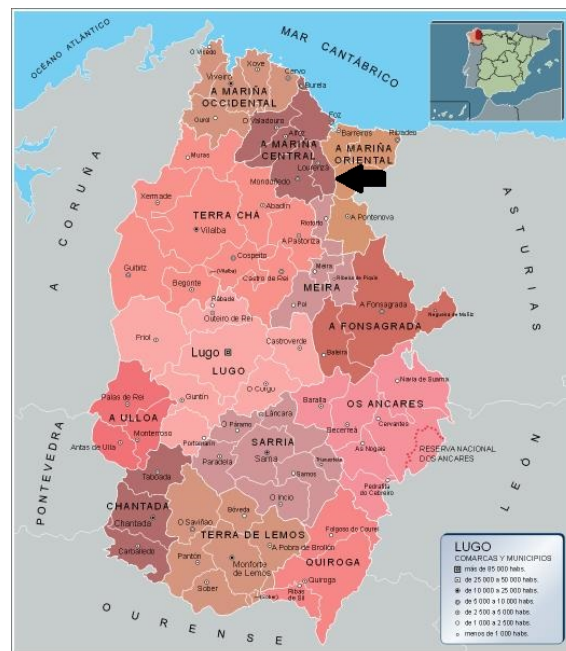 OCÉANO ATLÁNTICO
MAR CANTÁBRICO
O Vicedo
Xove
Viveiro
Cervo
Burela
A MARIÑA
OCCIDENTAL
Ourol
O Valadouro
Foz
Alfoz
Barreiros
Ribadeo
A MARIÑA
CENTRAL
A MARIÑA
ORIENTAL
Lourenzá
Mondoñedo
Muras
Xermade
Abadín
TERRA CHÁ
Vilalba
Riotorto
A Pontenova
A Pastoriza
Cospeito
Meira
Guitiriz
(Vilalba)
Castro de Rei
Begonte
MEIRA
Rábade
Pol
A Fonsagrada
Outeiro de Rei
A FONSAGRADA
Friol
Castroverde
Baleira
Lugo
LUGO
Navia de Suarna
Palas de Rei
Guntín
O Corgo
Baralla
OS ANCARES
A ULLOA
Láncara
Cervantes
O Páramo
Becerreá
Monterroso
Antas de Ulla
Portomarín
SARRIA
As Nogais
RESERVA NACIONAL
DOS ANCARES
Paradela
Sarria
Triacastela
Samos
Taboada
Pedrafita
do Cebreiro
CHANTADA
O Incio
Chantada
Bóveda
O Saviñao
Folgoso do Courel
TERRA DE LEMOS
Carballedo
A Pobra de Brollón
Pantón
Monforte
de Lemos
QUIROGA
Sober
Quiroga
Ribas
de Sil
A CORUÑA
PONTEVEDRA
OURENSE
LEÓN
ASTURIAS
LUGO
COMARCAS Y MUNICIPIOS
más de 85 000 habs.
de 25 000 a 50 000 habs.
de 10 000 a 25 000 habs.
de 5 000 a 10 000 habs.
de 2 500 a 5 000 habs.
de 1 000 a 2 500 habs.
menos de 1 000 habs.